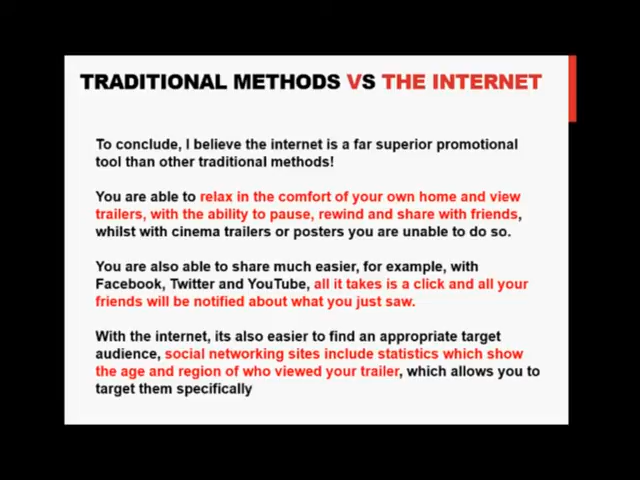 TRADITIONAL METHODS VS THE INTERNET
To conclude, I believe the internet is a far superior promotional
tool than other traditional methods!
You are able to relax in the comfort of your own home and view
trailers, with the ability to pause, rewind and share with friends,
whilst with cinema trailers or posters you are unable to do so.
You are also able to share much easier, for example, with
Facebook, Twitter and YouTube, all it takes is a click and all your
friends will be notified about what you just saw.
With the internet, its also easier to find an appropriate target
audience, social networking sites include statistics which show
the age and region of who viewed your trailer, which allows you to
target them specifically